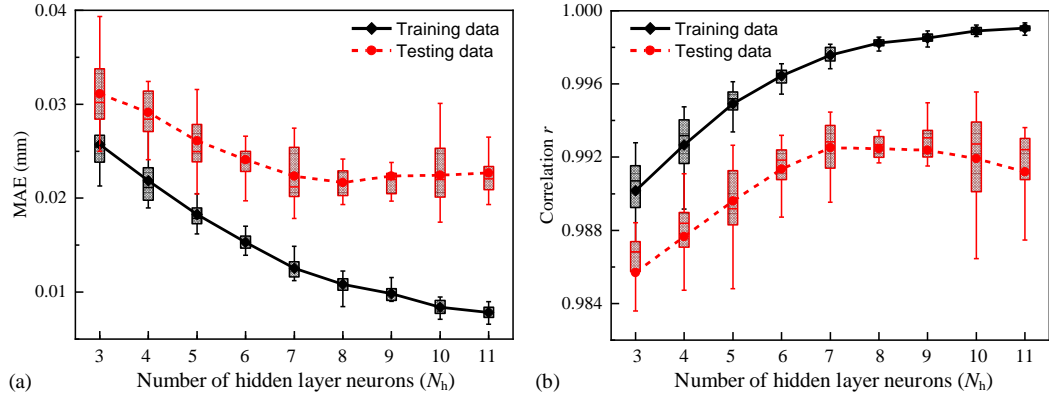 0.04
0.03
0.02
0.01
MAE (mm)
Training data
Testing data
3 4 5 6 7 8 9 10 11
(a) Number of hidden layer neurons (Nh)
1.000
0.996
0.992
0.988
0.984
Correlation r
Training data
Testing data
3 4 5 6 7 8 9 10 11
(b) Number of hidden layer neurons (Nh)